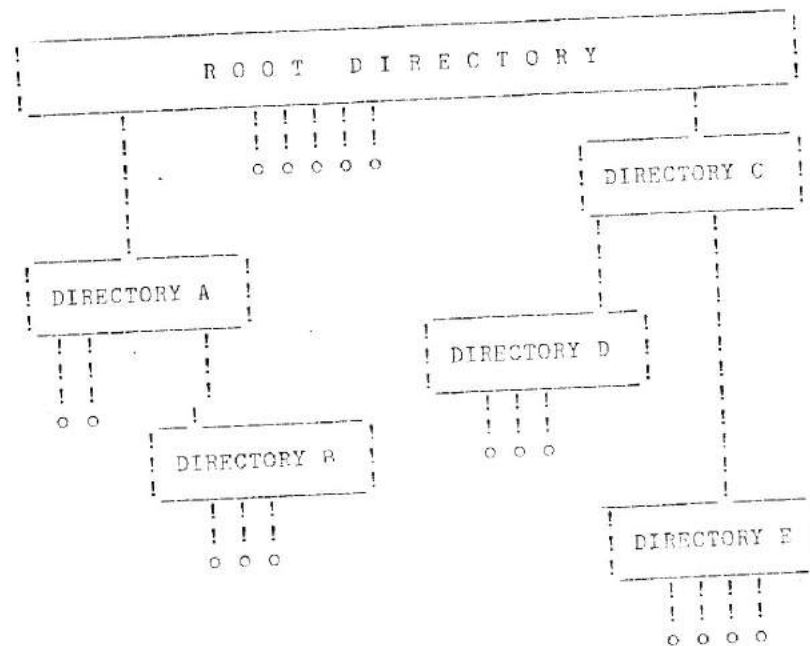 R O O T   D I R E C T O R Y
DIRECTORY C
DIRECTORY A
DIRECTORY D
DIRECTORY B
DIRECTORY E